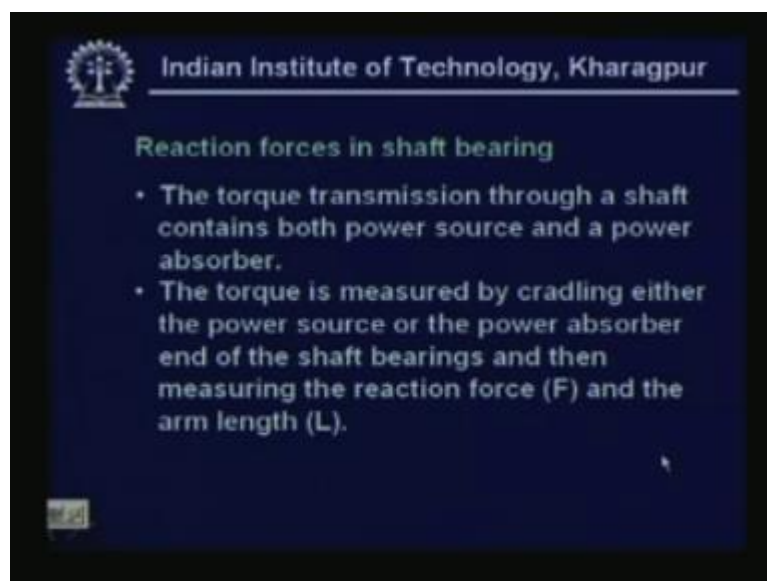 Indian Institute of Technology, Kharagpur
Reaction forces in shaft bearing
• The torque transmission through a shaft
contains both power source and a power
absorber.
• The torque is measured by cradling either
the power source or the power absorber
end of the shaft bearings and then
measuring the reaction force (F) and the
arm length (L).